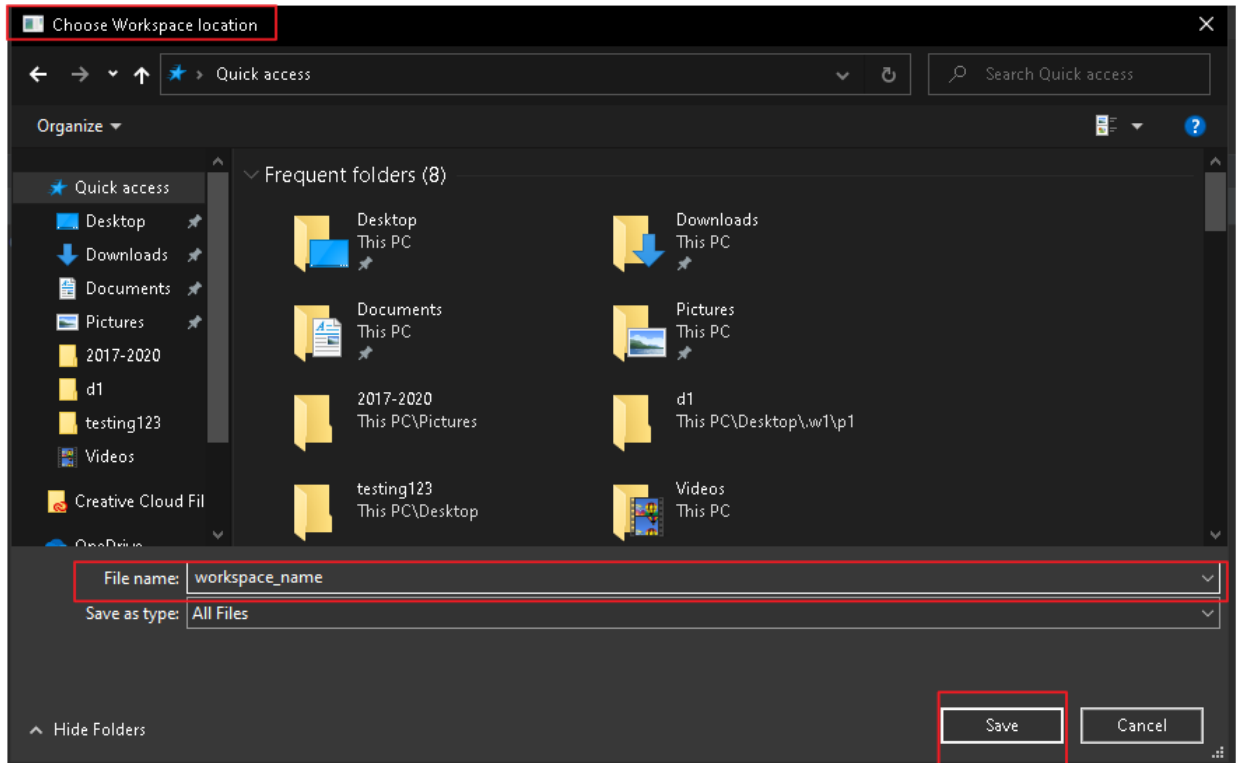 Choose Workspace location
Quick access
Search Quick access
Organize
Quick access
Desktop
Downloads
Documents
Pictures
2017-2020
d1
testing123
Videos
Creative Cloud Fil
OneDrive
Frequent folders (8)
Desktop
This PC
Downloads
This PC
Documents
This PC
Pictures
This PC
2017-2020
This PC\Pictures
d1
This PC\Desktop\.w1\p1
testing123
This PC\Desktop
Videos
This PC
File name: workspace_name
Save as type: All Files
Hide Folders
Save
Cancel